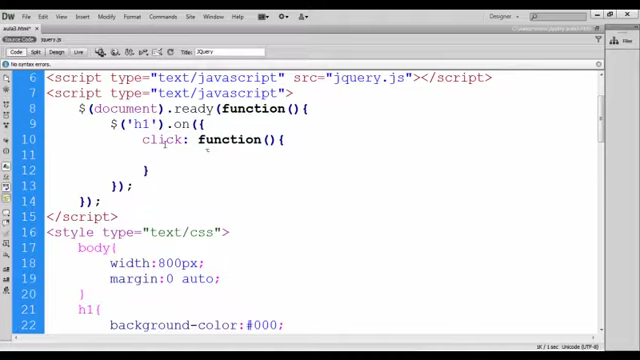 File Edit View Insert Modify Format Commands Site Window Help
Designer
aula3.html*
Source Code jquery.js
Code Split Design Live Title: JQuery
Files
6 <script type="text/javascript" src="jquery.js"></script>
7 <script type="text/javascript">
8 $(document).ready(function(){
9 $('h1').on({
10 click: function(){
11
12 }
13 });
14 });
15 </script>
16 <style type="text/css">
17 body{
18 width:800px;
19 margin:0 auto;
20 }
21 h1{
22 background-color:#000;
No syntax errors.
1K / 1 sec Unicode (UTF-8)